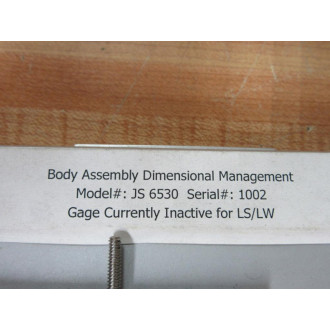 Body Assembly Dimensional Management
Model#: JS 6530 Serial#: 1002
Gage Currently Inactive for LS/LW